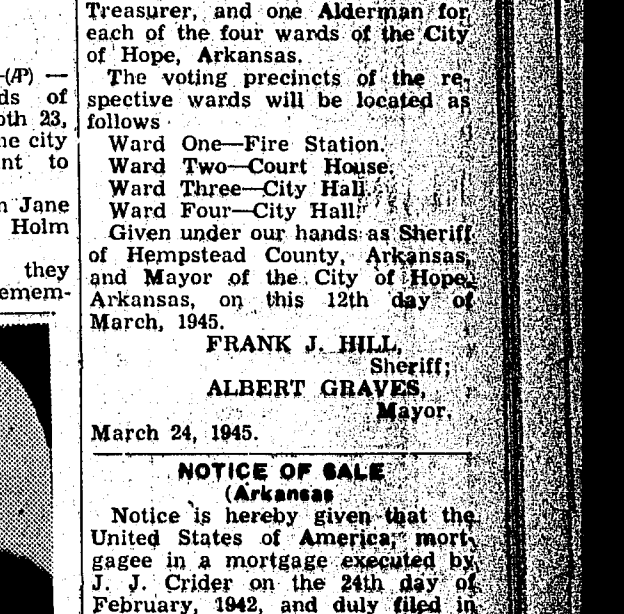 -(AP) —
ds of
oth 23,
ne city
nt to
n Jane
Holm
they
emem-
Treasurer, and one Alderman for
each of the four wards of the City
of Hope, Arkansas.
The voting precincts of the re-
spective wards will be located as
follows
Ward One—Fire Station.
Ward Two—Court House.
Ward Three—City Hall.
Ward Four—City Hall.
Given under our hands as Sheriff
of Hempstead County, Arkansas,
and Mayor of the City of Hope,
Arkansas, on this 12th day of
March, 1945.
FRANK J. HILL,
Sheriff;
ALBERT GRAVES,
Mayor.
March 24, 1945.
NOTICE OF SALE
(Arkansas
Notice is hereby given that the
United States of America, mort-
gagee in a mortgage executed by
J. J. Crider on the 24th day of
February, 1942, and duly filed in